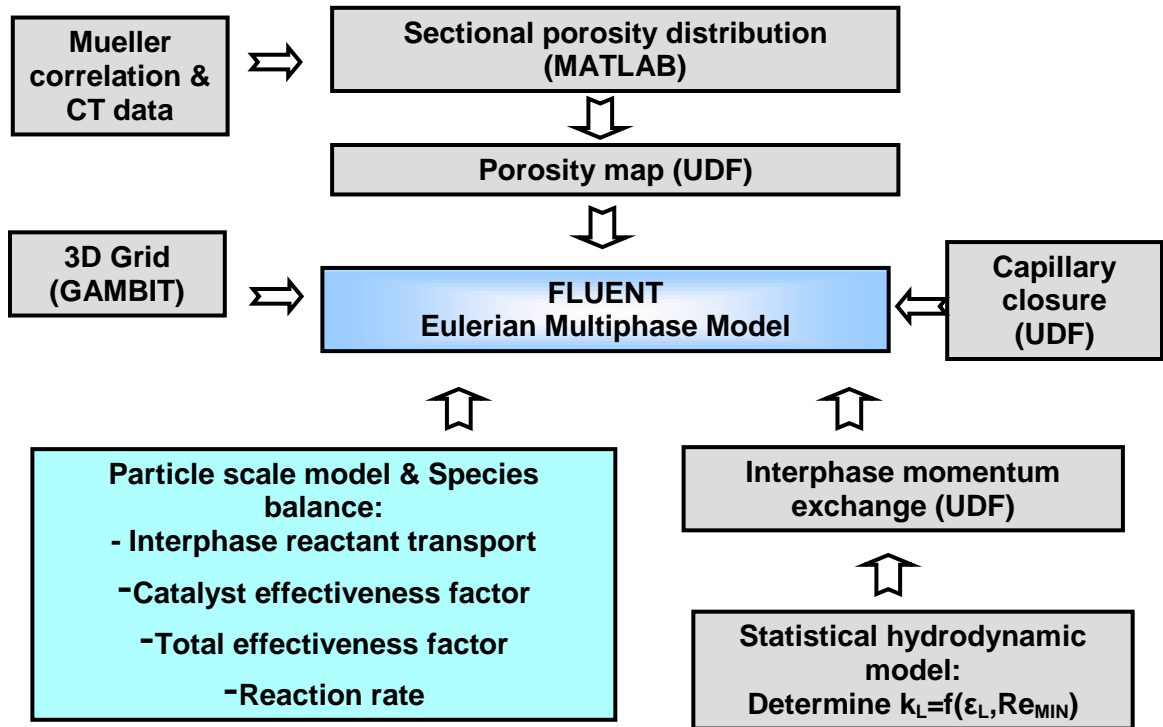 Mueller
correlation &
CT data
Sectional porosity distribution
(MATLAB)
Porosity map (UDF)
3D Grid
(GAMBIT)
FLUENT
Eulerian Multiphase Model
Capillary
closure
(UDF)
Particle scale model & Species
balance:
- Interphase reactant transport
-Catalyst effectiveness factor
-Total effectiveness factor
-Reaction rate
Interphase momentum
exchange (UDF)
Statistical hydrodynamic
model:
Determine kL=f(εL,ReMIN)